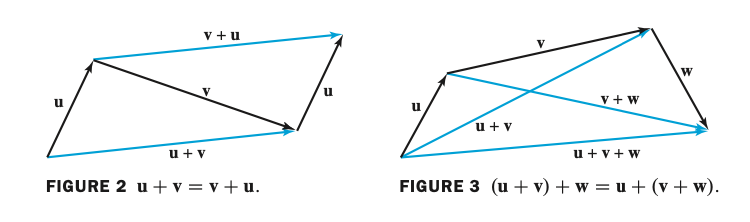 v + u
u
v
u
u + v
FIGURE 2 u + v = v + u.
v
w
u
v + w
u + v
u + v + w
FIGURE 3 (u + v) + w = u + (v + w).